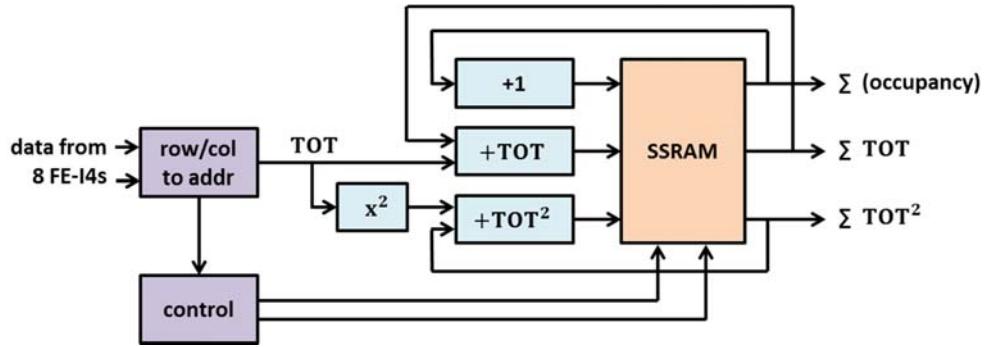 +1
∑ (occupancy)
data from
8 FE-I4s
row/col
to addr
TOT
+TOT
SSRAM
∑ TOT
x²
+TOT²
∑ TOT²
control